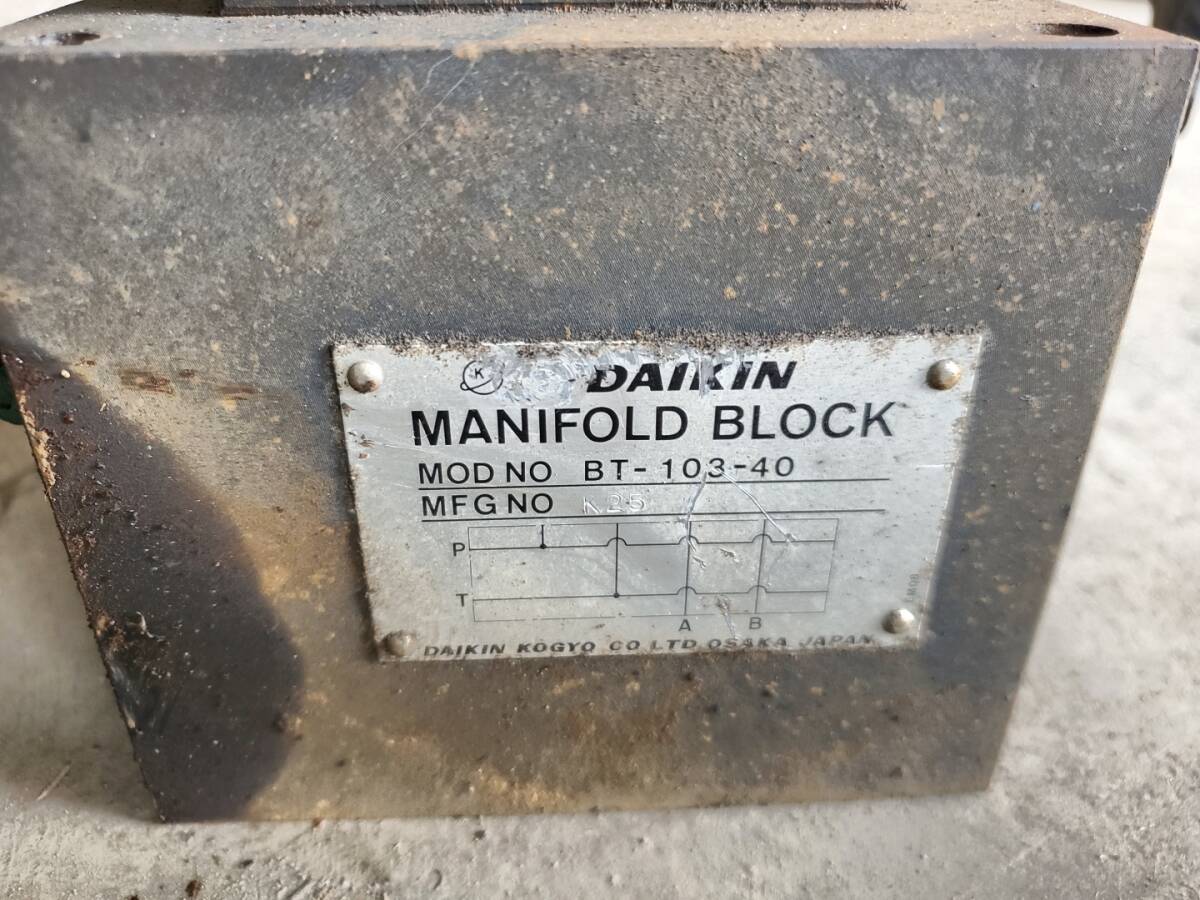 K DAIKIN
MANIFOLD BLOCK
MOD NO BT-103-40
MFG NO K25
P
T
A B
DAIKIN KOGYO CO LTD OSAKA JAPAN